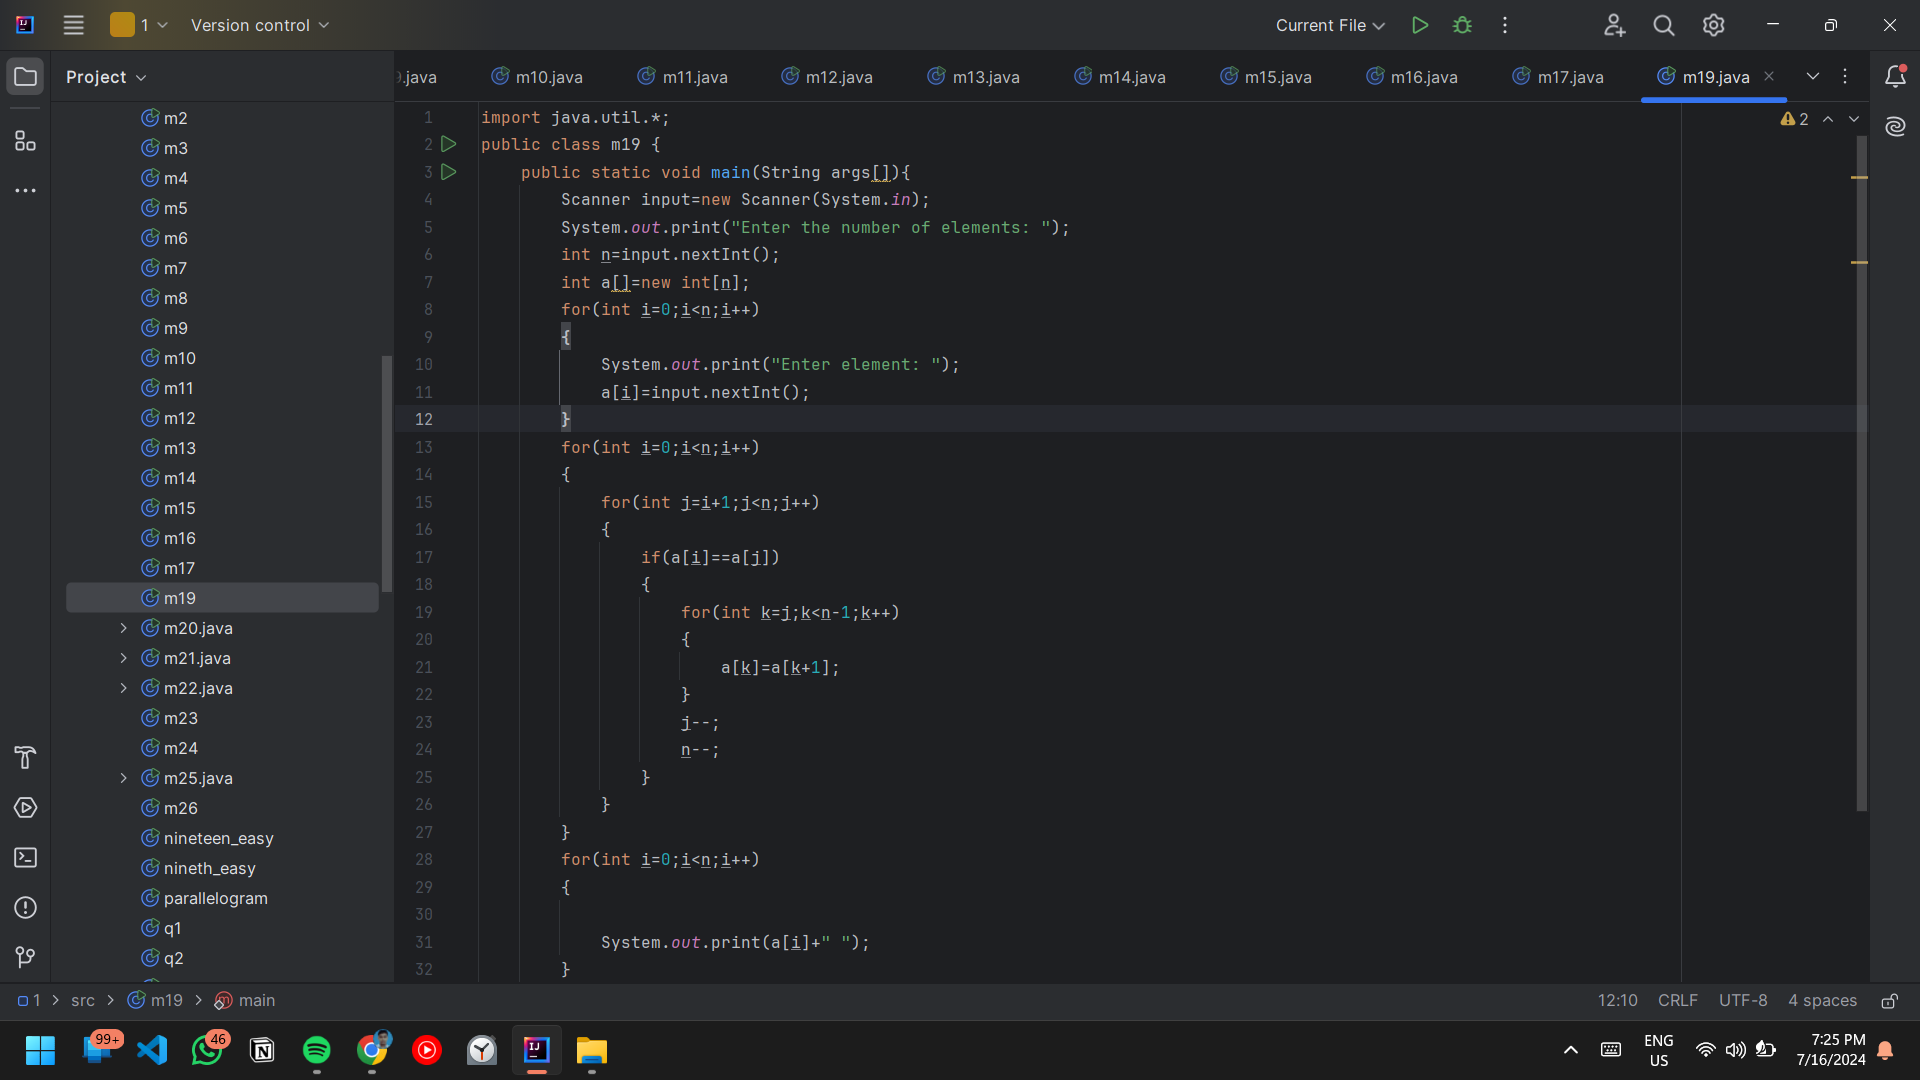 1
Version control
Current File
Project
.java
m10.java
m11.java
m12.java
m13.java
m14.java
m15.java
m16.java
m17.java
m19.java
m2
m3
m4
m5
m6
m7
m8
m9
m10
m11
m12
m13
m14
m15
m16
m17
m19
m20.java
m21.java
m22.java
m23
m24
m25.java
m26
nineteen_easy
nineth_easy
parallelogram
q1
q2
2
1 import java.util.*;
2 public class m19 {
3     public static void main(String args[]){
4         Scanner input=new Scanner(System.in);
5         System.out.print("Enter the number of elements: ");
6         int n=input.nextInt();
7         int a[]=new int[n];
8         for(int i=0;i<n;i++)
9         {
10             System.out.print("Enter element: ");
11             a[i]=input.nextInt();
12         }
13         for(int i=0;i<n;i++)
14         {
15             for(int j=i+1;j<n;j++)
16             {
17                 if(a[i]==a[j])
18                 {
19                     for(int k=j;k<n-1;k++)
20                     {
21                         a[k]=a[k+1];
22                     }
23                     j--;
24                     n--;
25                 }
26             }
27         }
28         for(int i=0;i<n;i++)
29         {
30
31             System.out.print(a[i]+" ");
32         }
1 > src > m19 > main
12:10 CRLF UTF-8 4 spaces
99+
46
ENG
US
7:25 PM
7/16/2024